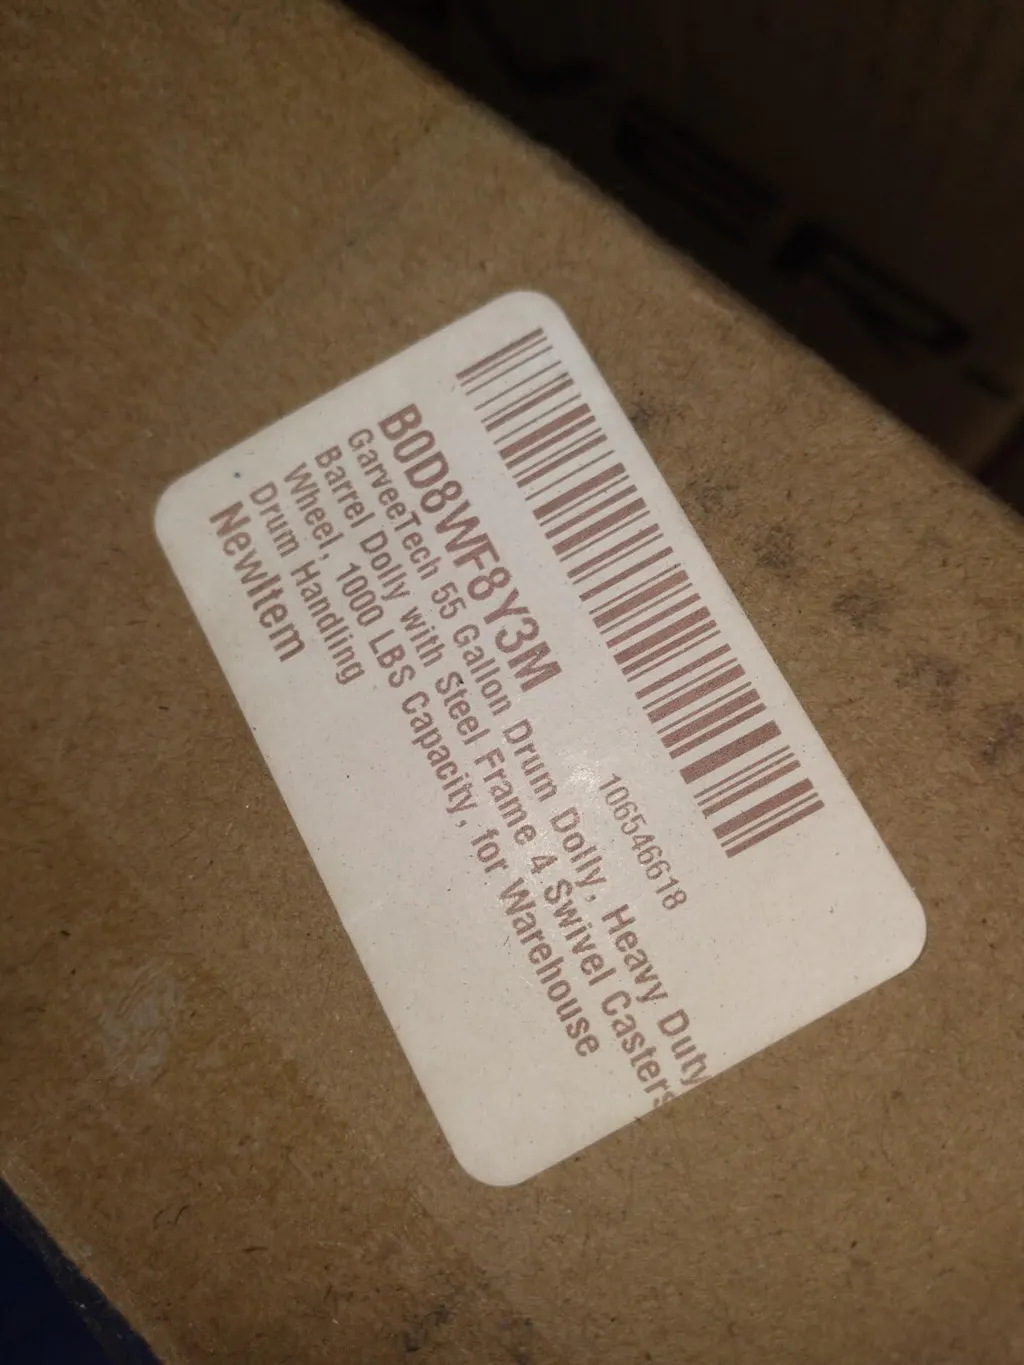 106546618
B0D8WF8Y3M
GarveeTech 55 Gallon Drum Dolly, Heavy Duty
Barrel Dolly with Steel Frame 4 Swivel Casters
Wheel, 1000 LBS Capacity, for Warehouse
Drum Handling
NewItem